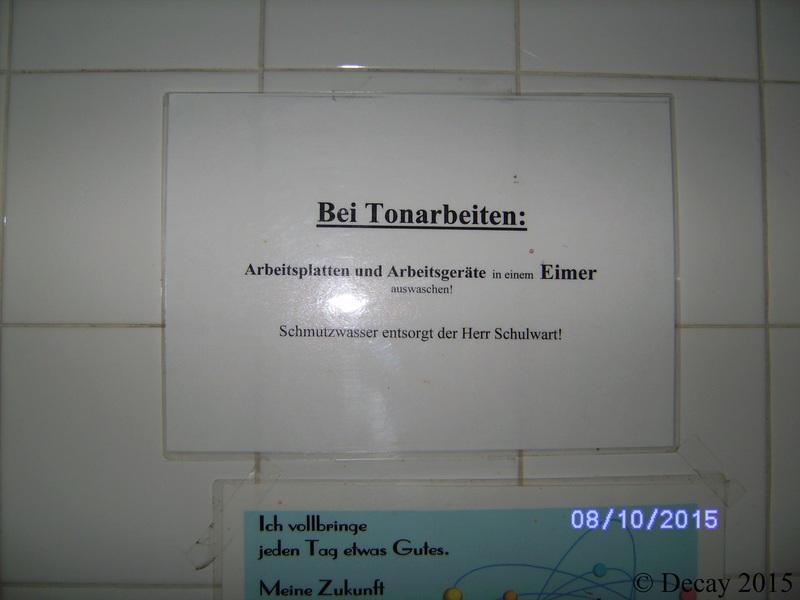 Bei Tonarbeiten:
Arbeitsplatten und Arbeitsgeräte in einem Eimer
auswaschen!
Schmutzwasser entsorgt der Herr Schulwart!
Ich vollbringe
jeden Tag etwas Gutes.
Meine Zukunft
08/10/2015
© Decay 2015